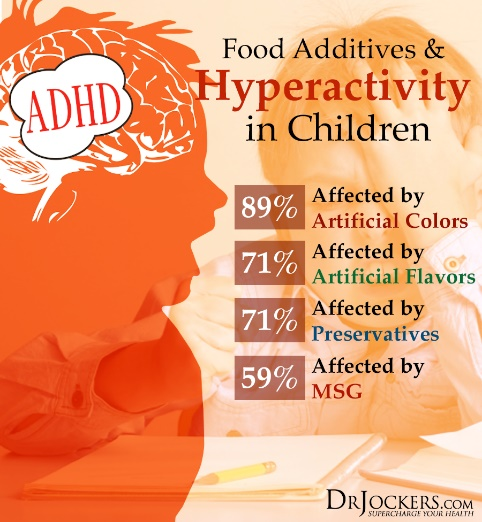 ADHD
Food Additives &
Hyperactivity
in Children
89% Affected by
Artificial Colors
71% Affected by
Artificial Flavors
71% Affected by
Preservatives
59% Affected by
MSG
DRJOCKERS.COM
SUPERCHARGE YOUR HEALTH